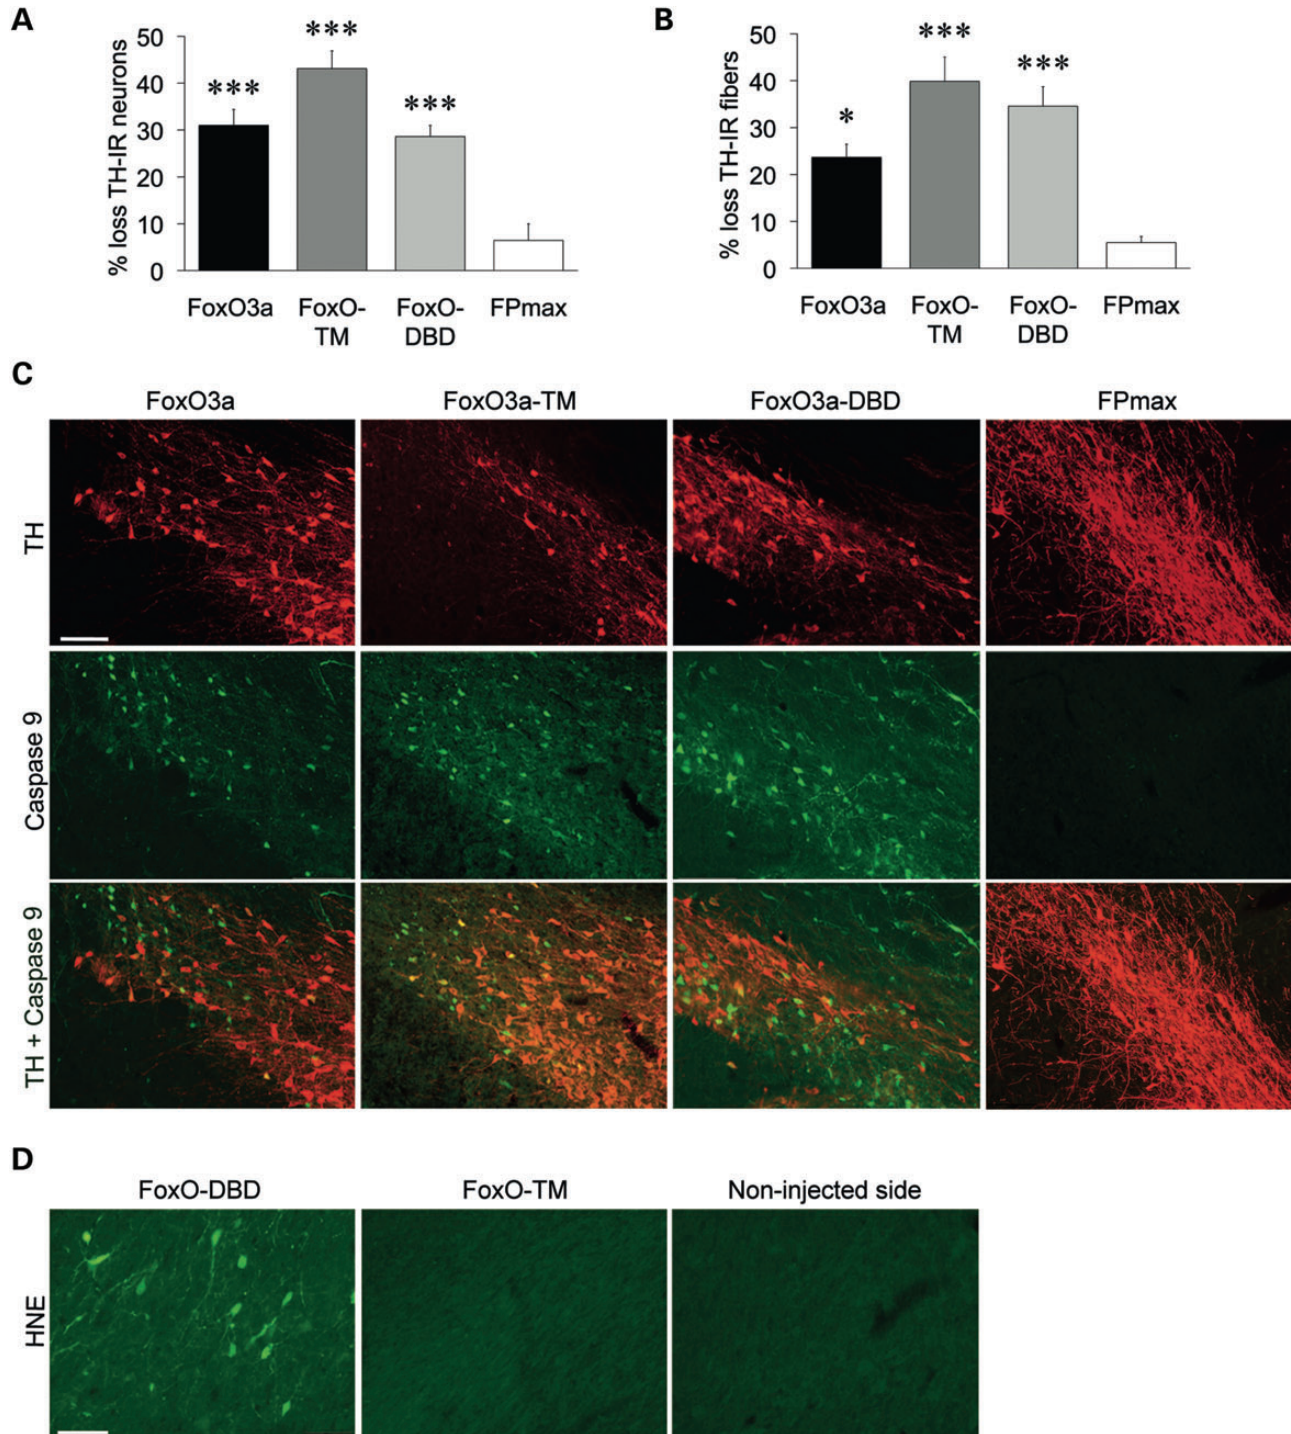 A
% loss TH-IR neurons
50
40
30
20
10
0
***
***
***
FoxO3a
FoxO-
TM
FoxO-
DBD
FPmax
B
% loss TH-IR fibers
50
40
30
20
10
0
*
***
***
FoxO3a
FoxO-
TM
FoxO-
DBD
FPmax
C
FoxO3a
FoxO3a-TM
FoxO3a-DBD
FPmax
TH
Caspase 9
TH + Caspase 9
D
FoxO-DBD
FoxO-TM
Non-injected side
HNE